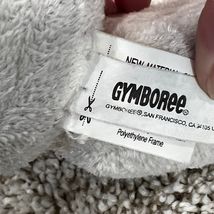 NEW MATERIAL
GYMBOREE®
GYMBOREE®, SAN FRANCISCO, CA 94105
Polyethylene Frame